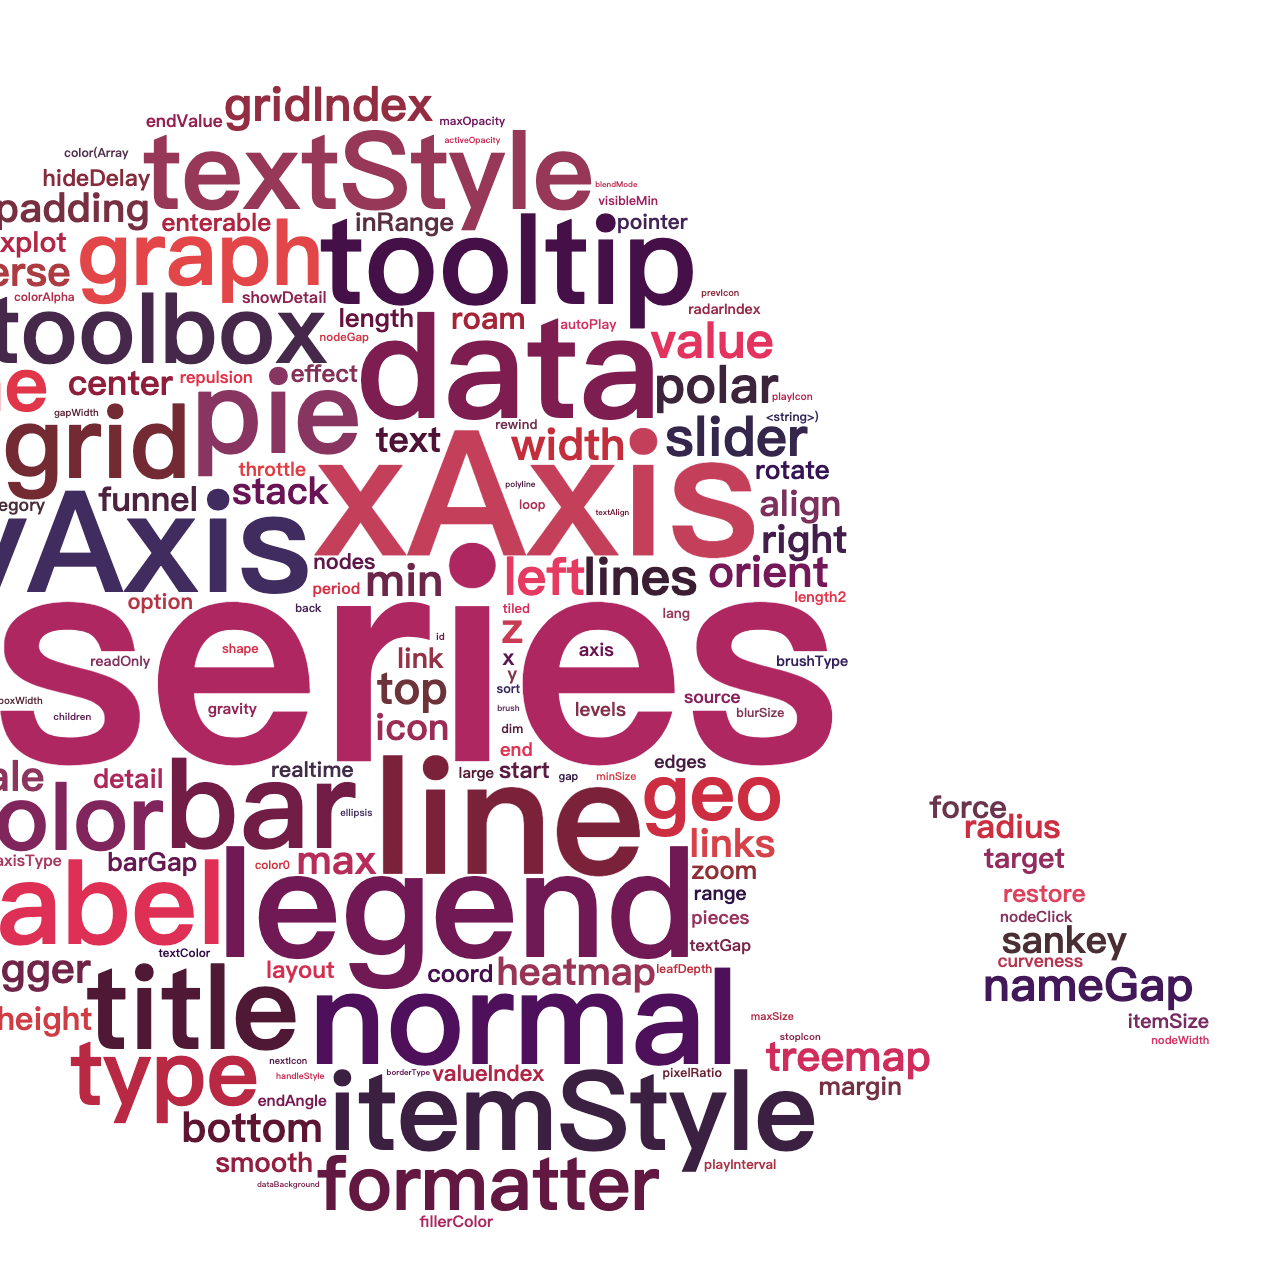 gridIndex
endValue
maxOpacity
activeOpacity
textStyle
color(Array
hideDelay
blendMode
visibleMin
padding
enterable
inRange
pointer
xplot
graph
tooltip
erse
colorAlpha
showDetail
prevIcon
radarIndex
toolbox
length
roam
autoPlay
nodeGap
data
value
e
center
repulsion
effect
polar
playIcon
gapWidth
grid
pie
text
rewind
width
slider
<string>)
throttle
xAxis
rotate
egory
funnel
stack
polyline
loop
textAlign
align
yAxis
right
nodes
period
min
left
lines
orient
length2
option
back
tiled
lang
series
id
z
shape
readOnly
link
x
axis
brushType
y
top
sort
source
boxWidth
children
gravity
brush
levels
blurSize
icon
dim
end
ale
detail
realtime
large
start
gap
minSize
edges
olor
bar
line
geo
ellipsis
force
radius
links
axisType
barGap
color0
max
zoom
target
abel
legend
range
restore
pieces
nodeClick
textColor
textGap
sankey
gger
layout
coord
heatmap
leafDepth
curveness
nameGap
height
title
normal
maxSize
itemSize
stopIcon
nodeWidth
type
nextIcon
handleStyle
borderType
valueIndex
pixelRatio
treemap
margin
endAngle
bottom
itemStyle
smooth
playInterval
dataBackground
formatter
fillerColor